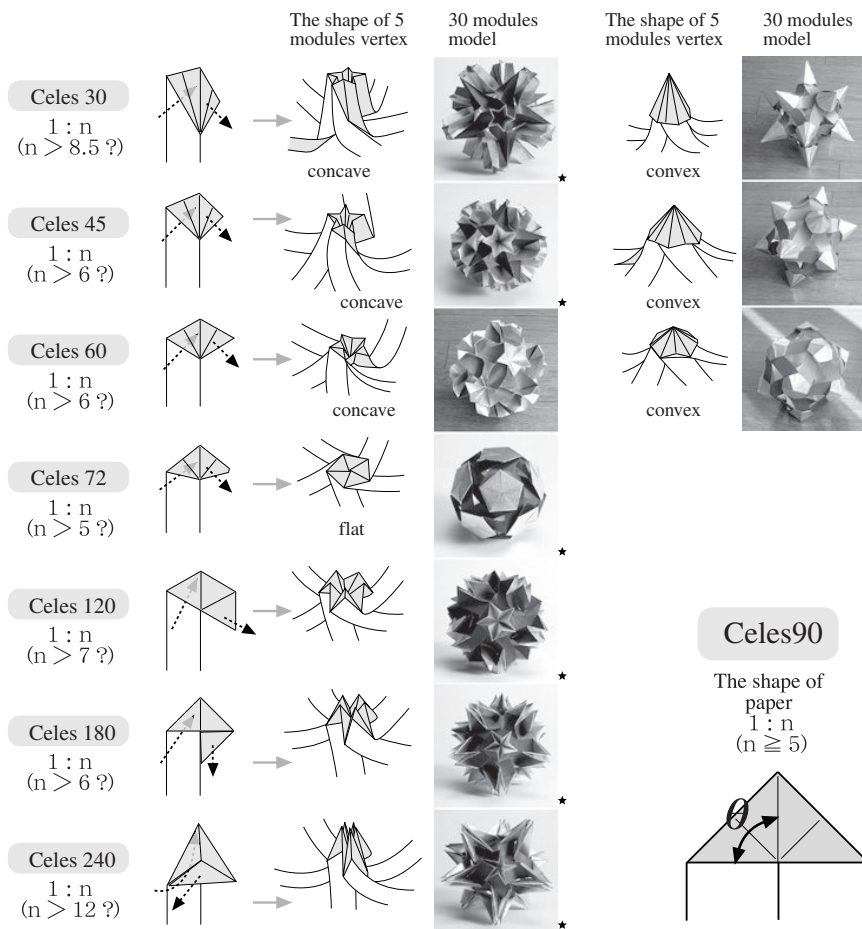 The shape of 5
modules vertex
30 modules
model
The shape of 5
modules vertex
30 modules
model
Celes 30
1 : n
(n > 8.5 ?)
concave
★
convex
Celes 45
1 : n
(n > 6 ?)
concave
★
convex
Celes 60
1 : n
(n > 6 ?)
concave
convex
Celes 72
1 : n
(n > 5 ?)
flat
★
Celes 120
1 : n
(n > 7 ?)
★
Celes 180
1 : n
(n > 6 ?)
★
Celes 240
1 : n
(n > 12 ?)
★
Celes90
The shape of
paper
1 : n
(n ≧ 5)
θ